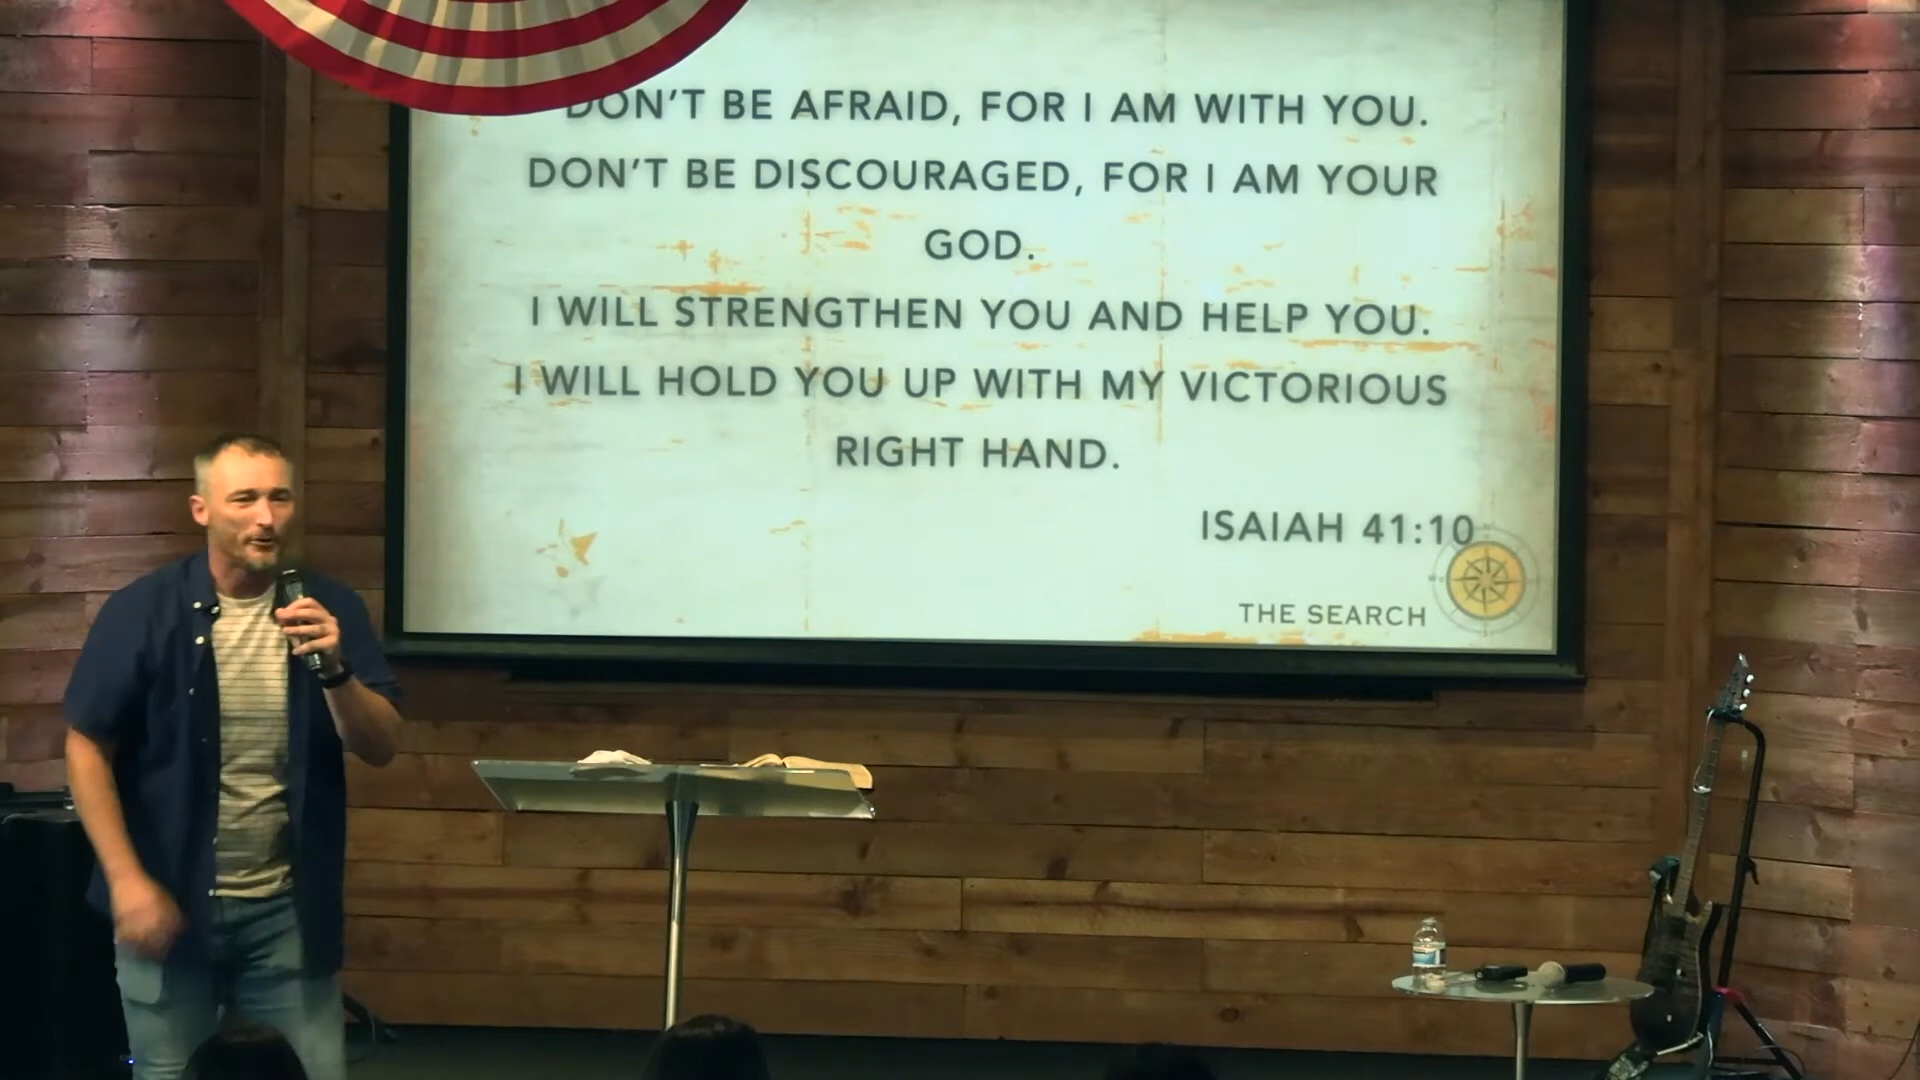 DON'T BE AFRAID, FOR I AM WITH YOU.
DON'T BE DISCOURAGED, FOR I AM YOUR
GOD.
I WILL STRENGTHEN YOU AND HELP YOU.
I WILL HOLD YOU UP WITH MY VICTORIOUS
RIGHT HAND.
ISAIAH 41:10
THE SEARCH